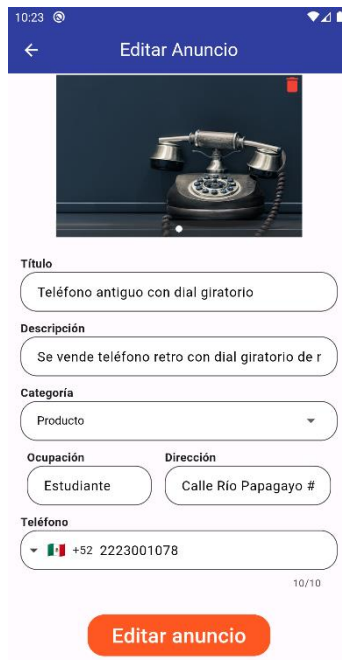 10:23
Editar Anuncio
Título
Teléfono antiguo con dial giratorio
Descripción
Se vende teléfono retro con dial giratorio de r
Categoría
Producto
Ocupación Dirección
Estudiante Calle Río Papagayo #
Teléfono
+52 2223001078
10/10
Editar anuncio